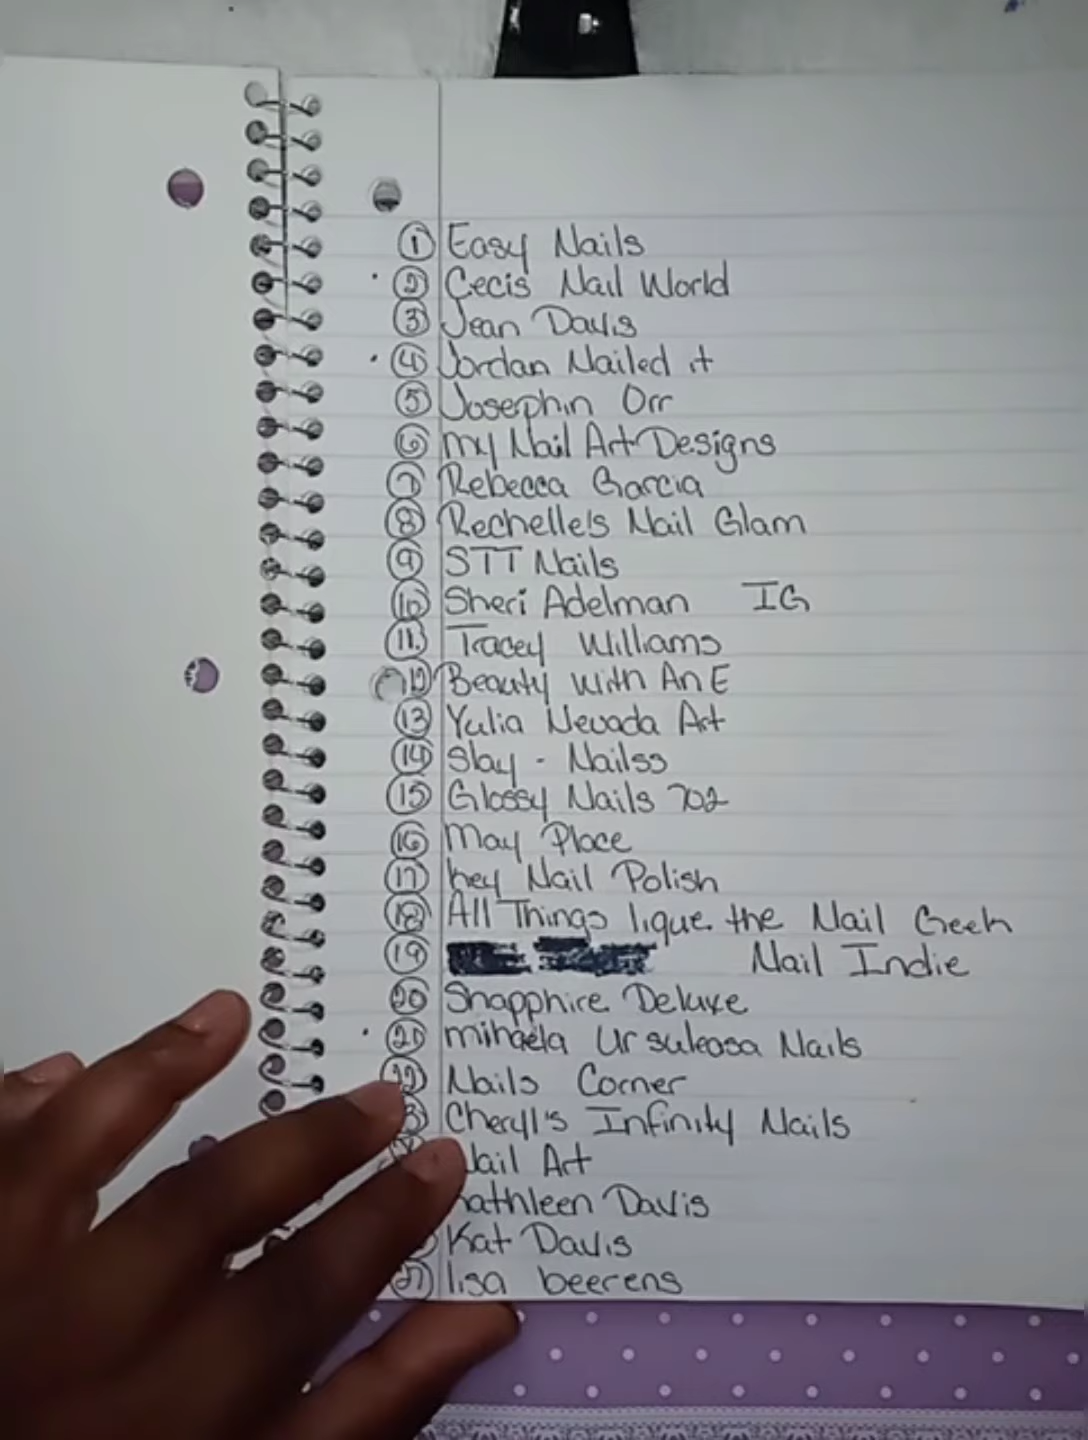 ① Easy Nails
② Cecis Nail World
③ Jean Davis
④ Jordan Nailed it
⑤ Josephin Orr
⑥ My Nail Art Designs
⑦ Rebecca Garcia
⑧ Rechelle's Nail Glam
⑨ STT Nails
⑩ Sheri Adelman IG
⑪ Tracey Williams
⑫ Beauty with An E
⑬ Yulia Nevada Art
⑭ Slay - Nailss
⑮ Glossy Nails 702
⑯ May Place
⑰ key Nail Polish
⑱ All Things lique the Nail Geek
⑲ Nail Indie
⑳ Snapphire Deluxe
㉑ mihaela Ursuleasa Nails
㉒ Nails Corner
3 Cheryl's Infinity Nails
Nail Art
kathleen Davis
Kat Davis
㉗ lisa beerens